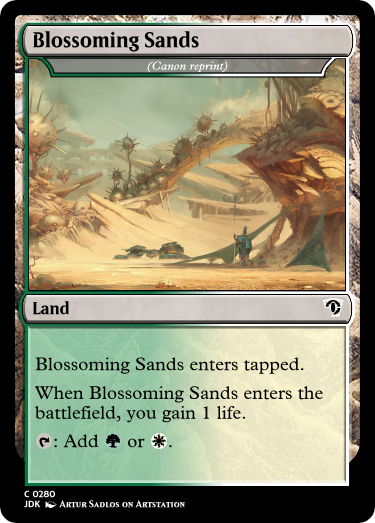 Blossoming Sands
(Canon reprint)
Land
Blossoming Sands enters tapped.
When Blossoming Sands enters the
battlefield, you gain 1 life.
: Add or .
C 0280
JDK Artur Sadlos on Artstation